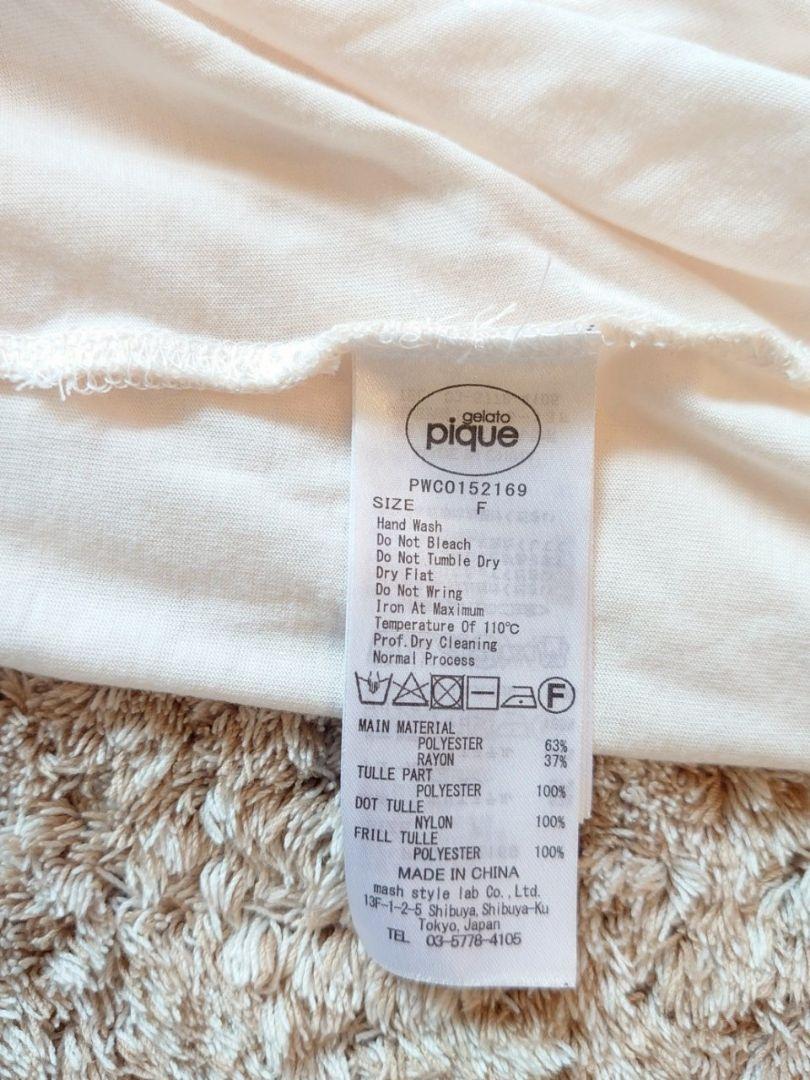 gelato
pique
PWCO152169
SIZE F
Hand Wash
Do Not Bleach
Do Not Tumble Dry
Dry Flat
Do Not Wring
Iron At Maximum
Temperature Of 110℃
Prof.Dry Cleaning
Normal Process
F
MAIN MATERIAL
POLYESTER 63%
RAYON 37%
TULLE PART
POLYESTER 100%
DOT TULLE
NYLON 100%
FRILL TULLE
POLYESTER 100%
MADE IN CHINA
mash style lab Co.,Ltd.
13F-1-2-5 Shibuya,Shibuya-Ku
Tokyo,Japan
TEL 03-5778-4105